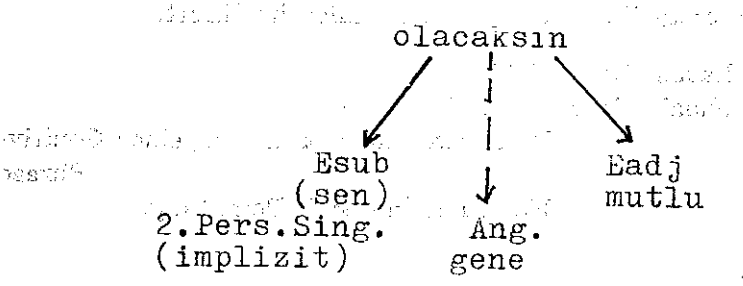 olacaksın
Esub Eadj
(sen) mutlu
2.Pers.Sing. Ang.
(implizit) gene